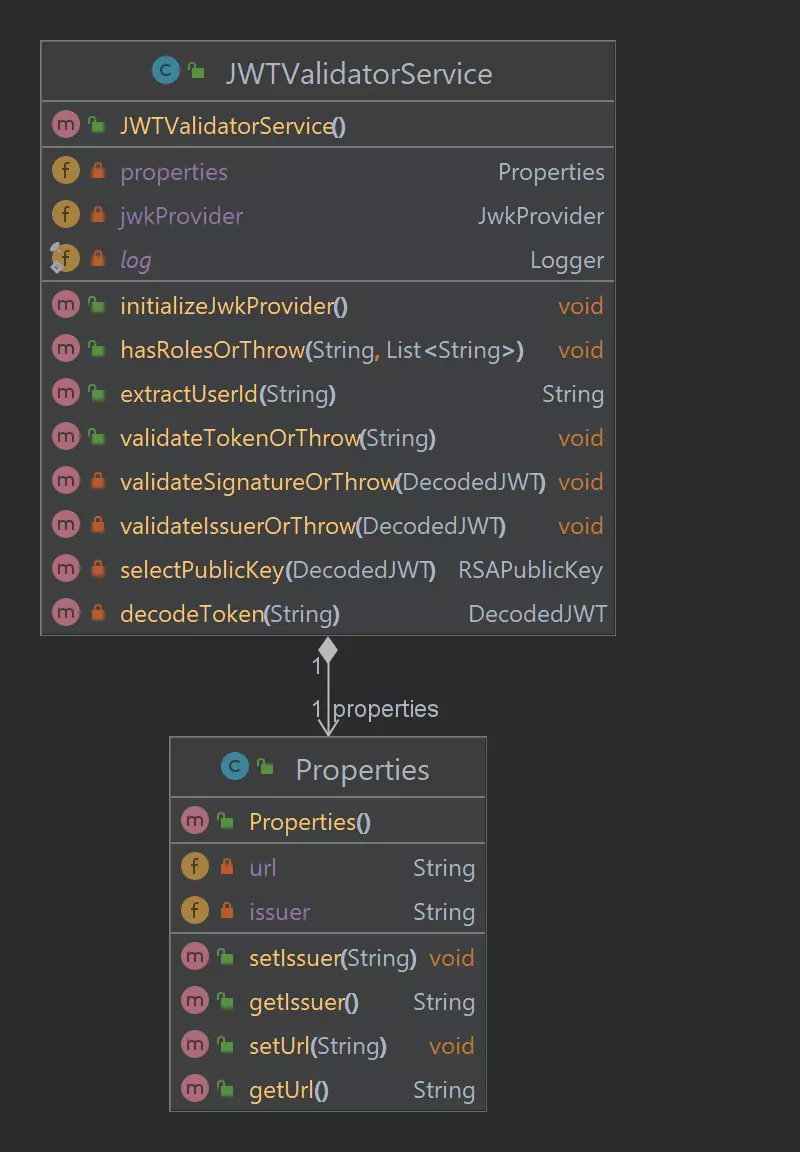 C JWTValidatorService
m JWTValidatorService()
f properties Properties
f jwkProvider JwkProvider
f log Logger
m initializeJwkProvider() void
m hasRolesOrThrow(String, List<String>) void
m extractUserId(String) String
m validateTokenOrThrow(String) void
m validateSignatureOrThrow(DecodedJWT) void
m validateIssuerOrThrow(DecodedJWT) void
m selectPublicKey(DecodedJWT) RSAPublicKey
m decodeToken(String) DecodedJWT
1
1 properties
C Properties
m Properties()
f url String
f issuer String
m setIssuer(String) void
m getIssuer() String
m setUrl(String) void
m getUrl() String